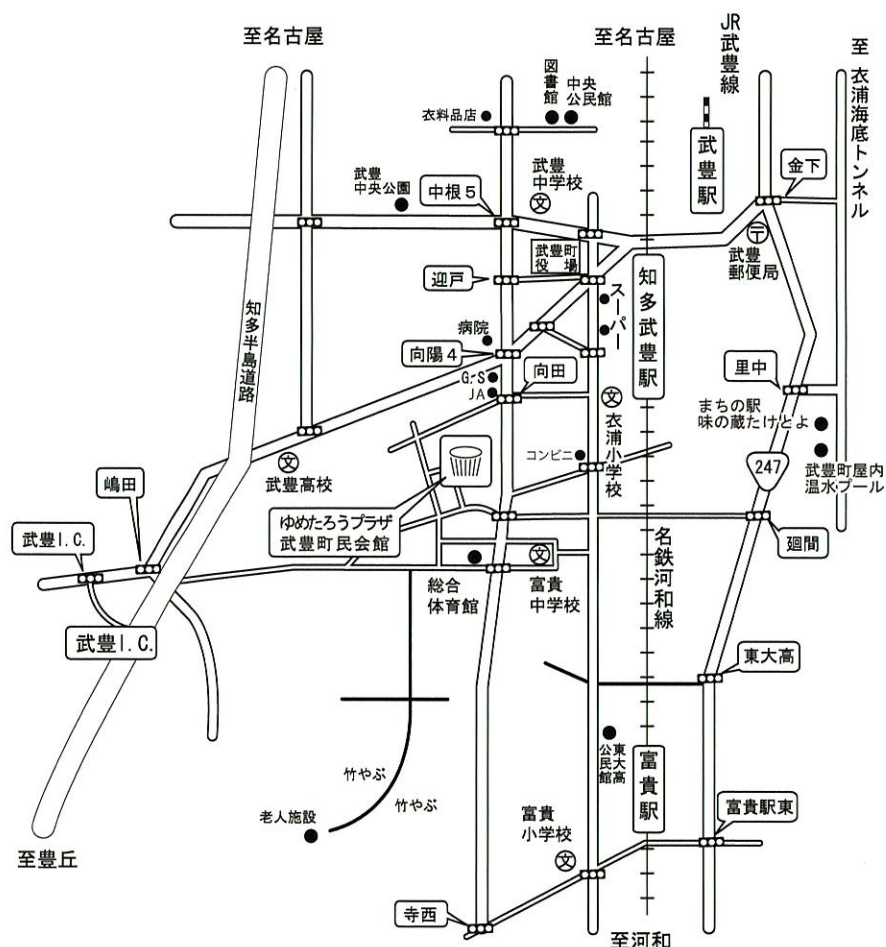 至名古屋
至名古屋
JR武豊線
至 衣浦海底トンネル
図書館
中央
公民館
衣料品店
武豊駅
金下
武豊
中央公園
中根5
武豊
中学校
文
武豊町
役場
〒
武豊
郵便局
迎戸
スーパー
知多武豊駅
知多半島道路
病院
向陽4
G.S
JA
向田
里中
文
衣浦小学校
まちの駅
味の蔵たけとよ
コンビニ
文
武豊高校
247
武豊町屋内
温水プール
嶋田
ゆめたろうプラザ
武豊町民会館
武豊I.C.
廻間
名鉄河和線
総合
体育館
文
富貴
中学校
武豊I.C.
東大高
東大高
公民館
富貴駅
竹やぶ
竹やぶ
老人施設
富貴
小学校
文
富貴駅東
至豊丘
寺西
至河和